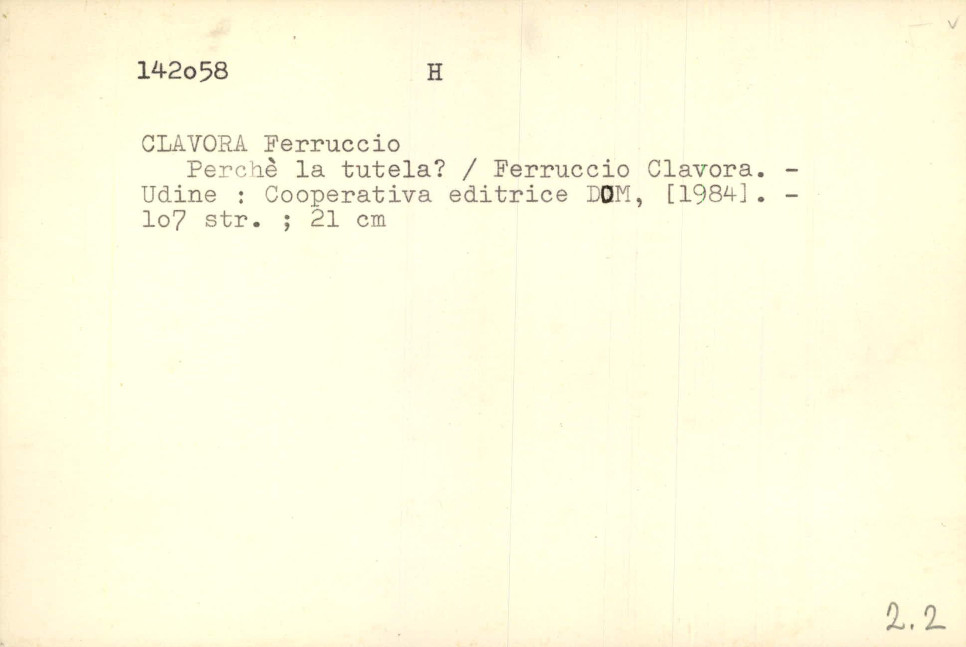 142o58 H
CLAVORA Ferruccio
Perchè la tutela? / Ferruccio Clavora. -
Udine : Cooperativa editrice DOM, [1984]. -
lo7 str. ; 21 cm
2.2